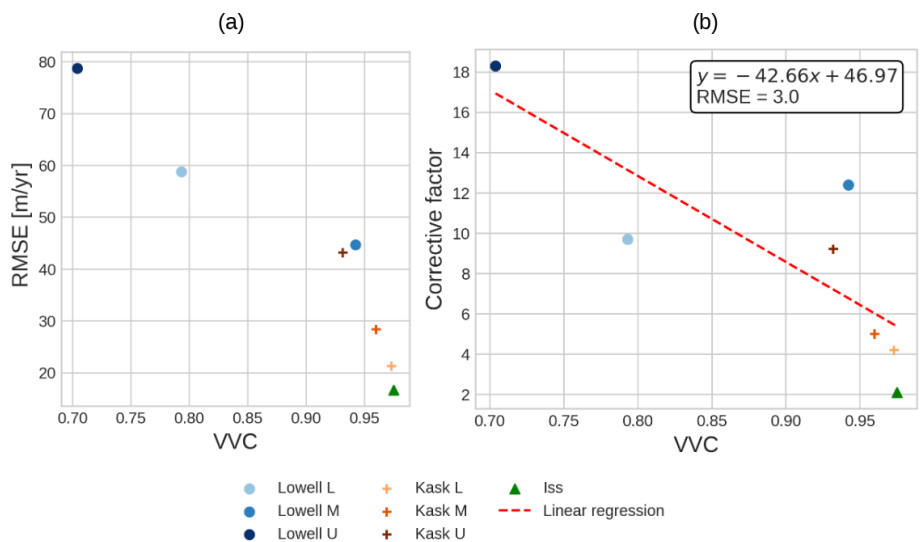 (a)
(b)
80
70
60
50
40
30
20
RMSE [m/yr]
0.70
0.75
0.80
0.85
0.90
0.95
VVC
18
16
14
12
10
8
6
4
2
Corrective factor
y = − 42.66x + 46.97
RMSE = 3.0
0.70
0.75
0.80
0.85
0.90
0.95
VVC
Lowell L
Lowell M
Lowell U
Kask L
Kask M
Kask U
Iss
Linear regression